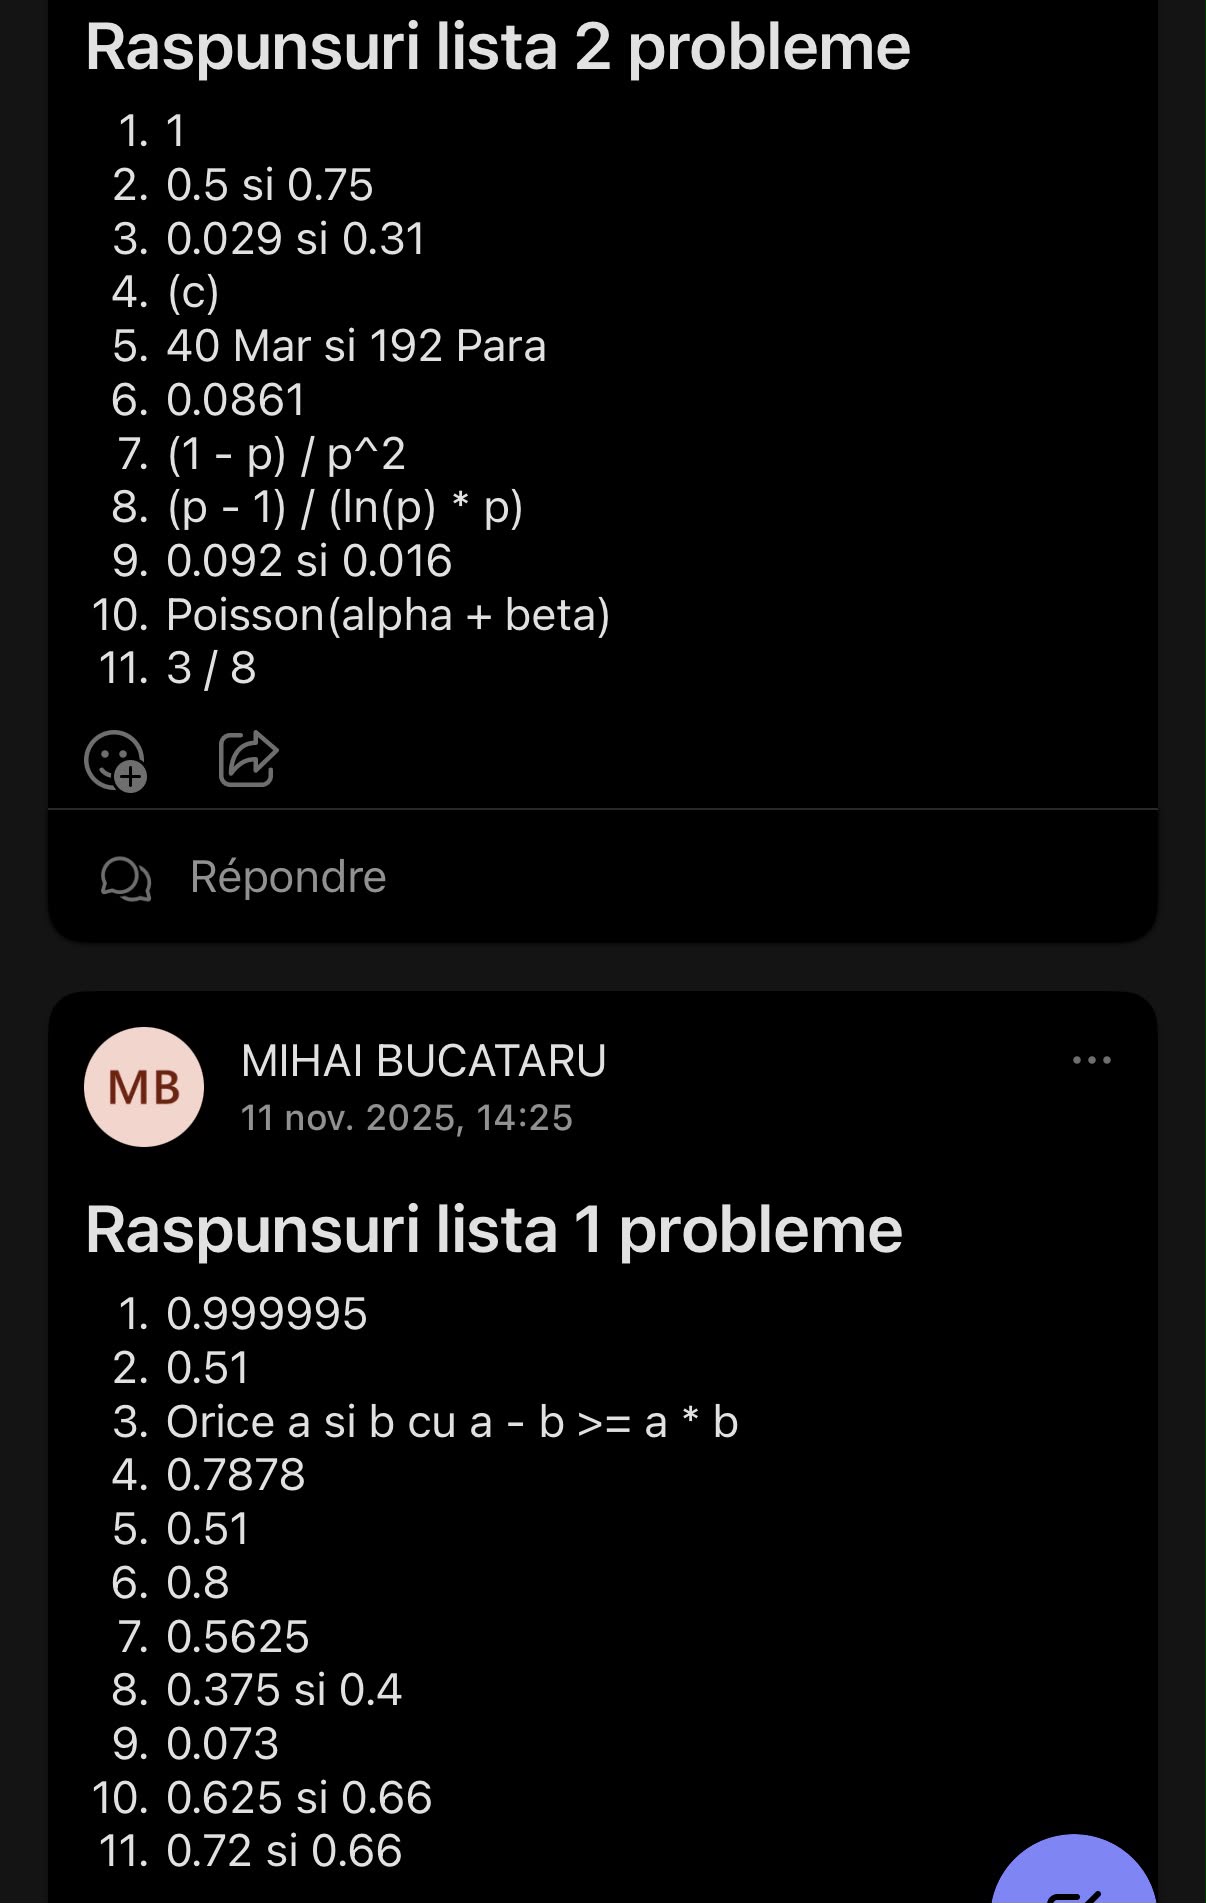 Raspunsuri lista 2 probleme
1. 1
2. 0.5 si 0.75
3. 0.029 si 0.31
4. (c)
5. 40 Mar si 192 Para
6. 0.0861
7. (1 - p) / p^2
8. (p - 1) / (ln(p) * p)
9. 0.092 si 0.016
10. Poisson(alpha + beta)
11. 3 / 8
Répondre
MB
MIHAI BUCATARU
11 nov. 2025, 14:25
Raspunsuri lista 1 probleme
1. 0.999995
2. 0.51
3. Orice a si b cu a - b >= a * b
4. 0.7878
5. 0.51
6. 0.8
7. 0.5625
8. 0.375 si 0.4
9. 0.073
10. 0.625 si 0.66
11. 0.72 si 0.66